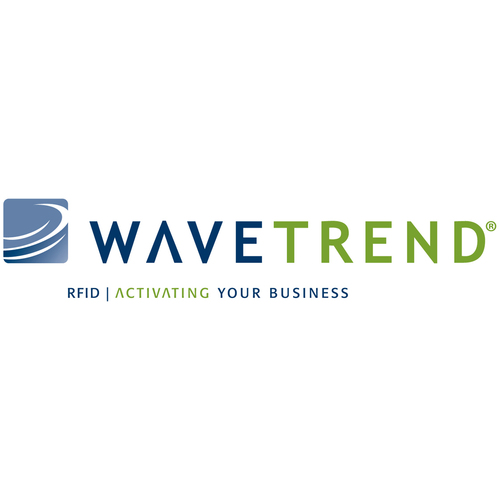 WAVETREND®
RFID | ACTIVATING YOUR BUSINESS